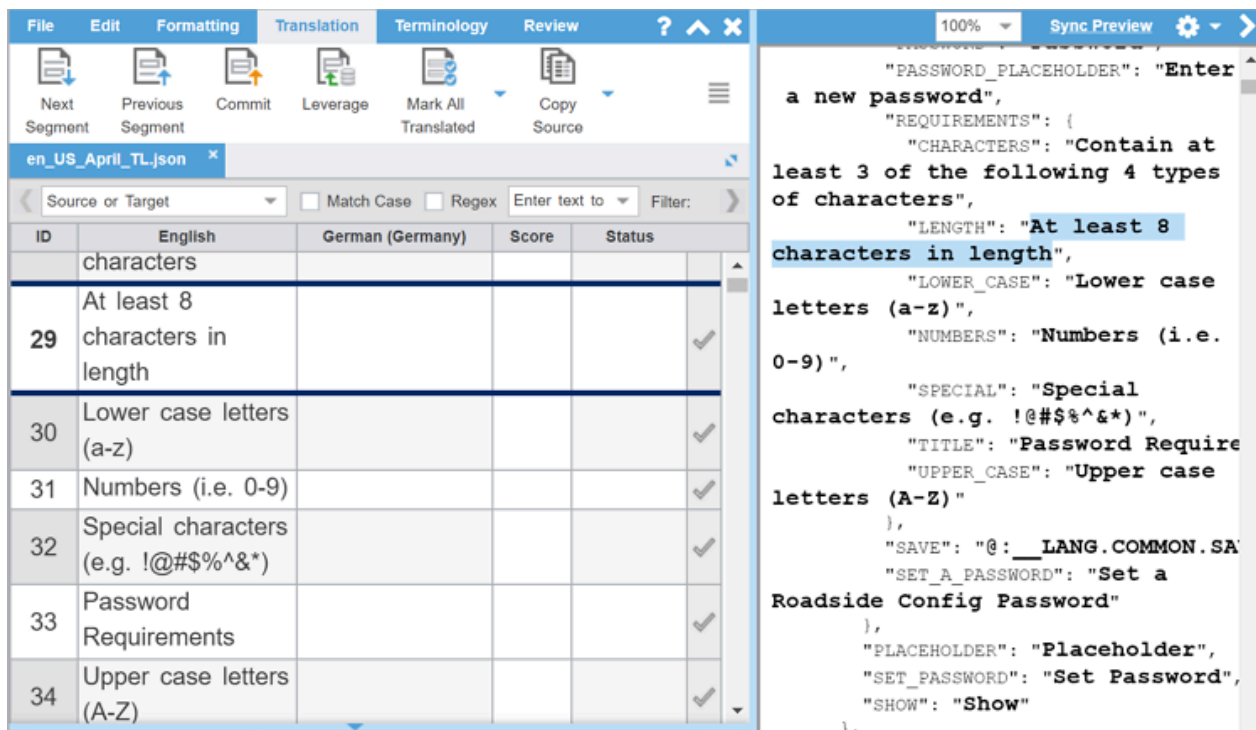 File Edit Formatting Translation Terminology Review ?
Next Segment
Previous Segment
Commit
Leverage
Mark All Translated
Copy Source
en_US_April_TL.json ×
Source or Target Match Case Regex Enter text to Filter:
ID English German (Germany) Score Status
characters
29 At least 8
characters in
length
30 Lower case letters
(a-z)
31 Numbers (i.e. 0-9)
32 Special characters
(e.g. !@#$%^&*)
33 Password
Requirements
34 Upper case letters
(A-Z)
100% Sync Preview
"PASSWORD": "Password",
"PASSWORD_PLACEHOLDER": "Enter
a new password",
"REQUIREMENTS": {
"CHARACTERS": "Contain at
least 3 of the following 4 types
of characters",
"LENGTH": "At least 8
characters in length",
"LOWER_CASE": "Lower case
letters (a-z)",
"NUMBERS": "Numbers (i.e.
0-9)",
"SPECIAL": "Special
characters (e.g. !@#$%^&*)",
"TITLE": "Password Require
"UPPER_CASE": "Upper case
letters (A-Z)"
},
"SAVE": "@:__LANG.COMMON.SA
"SET_A_PASSWORD": "Set a
Roadside Config Password"
},
"PLACEHOLDER": "Placeholder",
"SET_PASSWORD": "Set Password",
"SHOW": "Show"
},